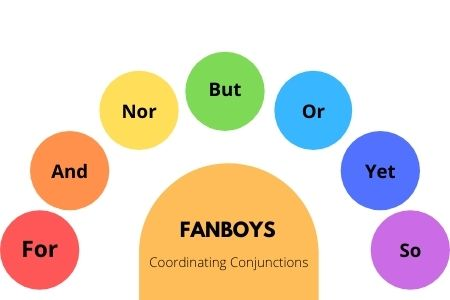 For
And
Nor
But
Or
Yet
So
FANBOYS
Coordinating Conjunctions